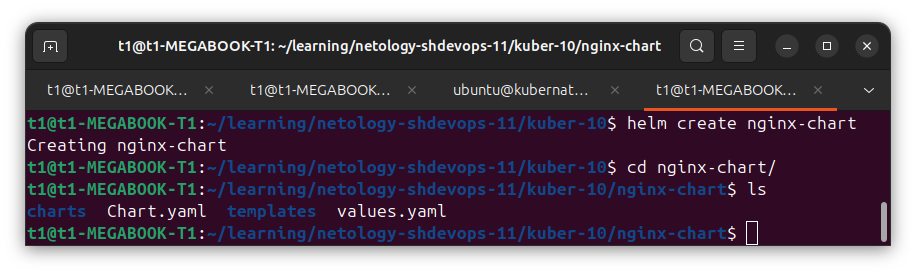 t1@t1-MEGABOOK-T1: ~/learning/netology-shdevops-11/kuber-10/nginx-chart
t1@t1-MEGABOOK... t1@t1-MEGABOOK... ubuntu@kubernat... t1@t1-MEGABOOK...
t1@t1-MEGABOOK-T1:~/learning/netology-shdevops-11/kuber-10$ helm create nginx-chart
Creating nginx-chart
t1@t1-MEGABOOK-T1:~/learning/netology-shdevops-11/kuber-10$ cd nginx-chart/
t1@t1-MEGABOOK-T1:~/learning/netology-shdevops-11/kuber-10/nginx-chart$ ls
charts  Chart.yaml  templates  values.yaml
t1@t1-MEGABOOK-T1:~/learning/netology-shdevops-11/kuber-10/nginx-chart$